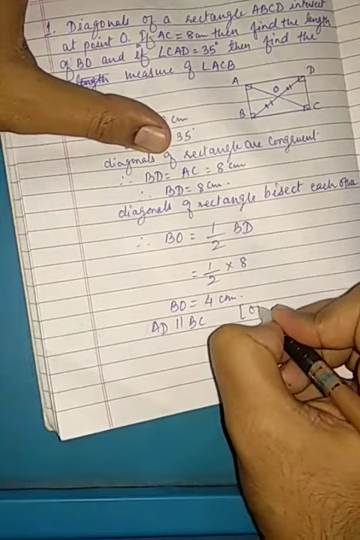 1. Diagonals of a rectangle ABCD intersect
at point O. If AC = 8cm then find the length
of BO and if ∠CAD = 35° then find the
measure of ∠ACB
A D
O
B C
cm
35°
diagonals of rectangle are congruent.
∴ BD = AC = 8 cm
∴ BD = 8 cm.
diagonals of rectangle bisect each
∴ BO = 1/2 BD
= 1/2 × 8
BO = 4 cm.
AD || BC [O